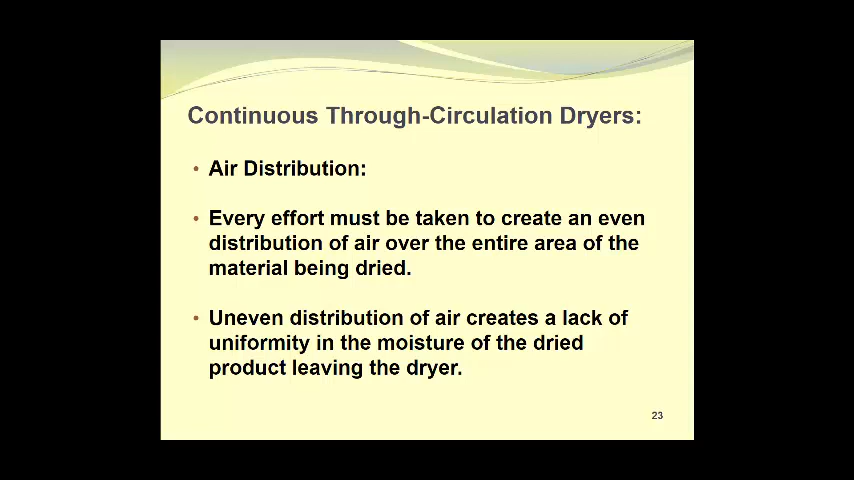 Continuous Through-Circulation Dryers:
• Air Distribution:
• Every effort must be taken to create an even
distribution of air over the entire area of the
material being dried.
• Uneven distribution of air creates a lack of
uniformity in the moisture of the dried
product leaving the dryer.
23